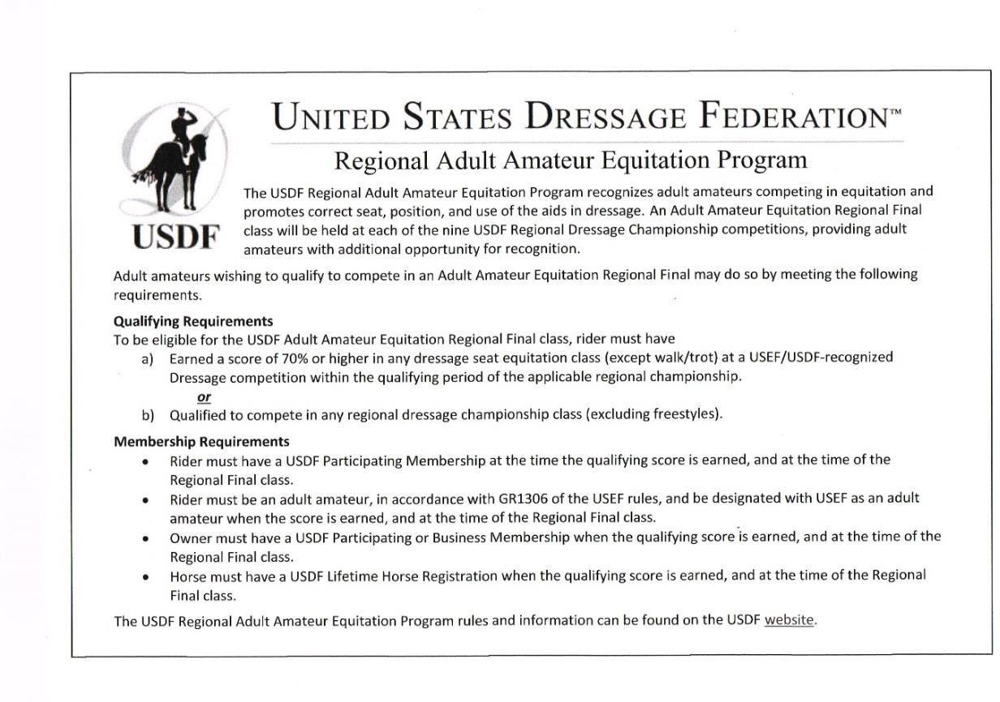 UNITED STATES DRESSAGE FEDERATION™
Regional Adult Amateur Equitation Program
The USDF Regional Adult Amateur Equitation Program recognizes adult amateurs competing in equitation and
promotes correct seat, position, and use of the aids in dressage. An Adult Amateur Equitation Regional Final
class will be held at each of the nine USDF Regional Dressage Championship competitions, providing adult
amateurs with additional opportunity for recognition.
USDF
Adult amateurs wishing to qualify to compete in an Adult Amateur Equitation Regional Final may do so by meeting the following
requirements.
Qualifying Requirements
To be eligible for the USDF Adult Amateur Equitation Regional Final class, rider must have
a) Earned a score of 70% or higher in any dressage seat equitation class (except walk/trot) at a USEF/USDF-recognized
Dressage competition within the qualifying period of the applicable regional championship.
or
b) Qualified to compete in any regional dressage championship class (excluding freestyles).
Membership Requirements
• Rider must have a USDF Participating Membership at the time the qualifying score is earned, and at the time of the
Regional Final class.
• Rider must be an adult amateur, in accordance with GR1306 of the USEF rules, and be designated with USEF as an adult
amateur when the score is earned, and at the time of the Regional Final class.
• Owner must have a USDF Participating or Business Membership when the qualifying score is earned, and at the time of the
Regional Final class.
• Horse must have a USDF Lifetime Horse Registration when the qualifying score is earned, and at the time of the Regional
Final class.
The USDF Regional Adult Amateur Equitation Program rules and information can be found on the USDF website.